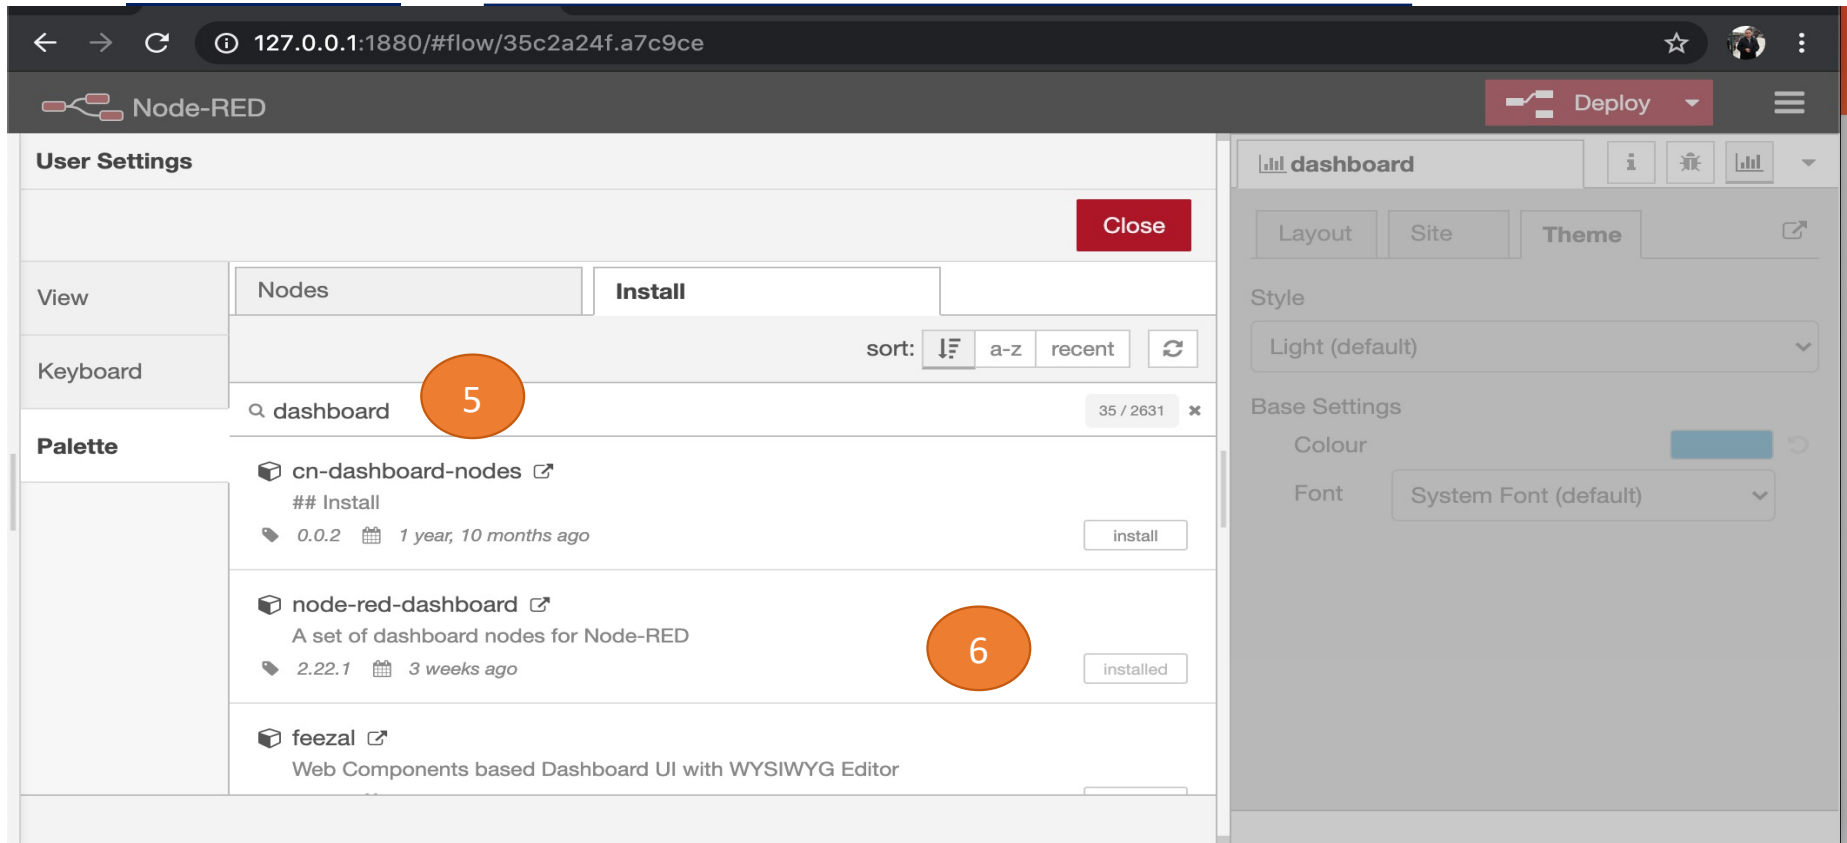 127.0.0.1:1880/#flow/35c2a24f.a7c9ce
Node-RED
Deploy
User Settings
Close
View
Keyboard
Palette
Nodes
Install
sort:
a-z
recent
5
dashboard
35 / 2631
cn-dashboard-nodes
## Install
0.0.2
1 year, 10 months ago
install
node-red-dashboard
A set of dashboard nodes for Node-RED
2.22.1
3 weeks ago
6
installed
feezal
Web Components based Dashboard UI with WYSIWYG Editor
dashboard
i
Layout
Site
Theme
Style
Light (default)
Base Settings
Colour
Font
System Font (default)